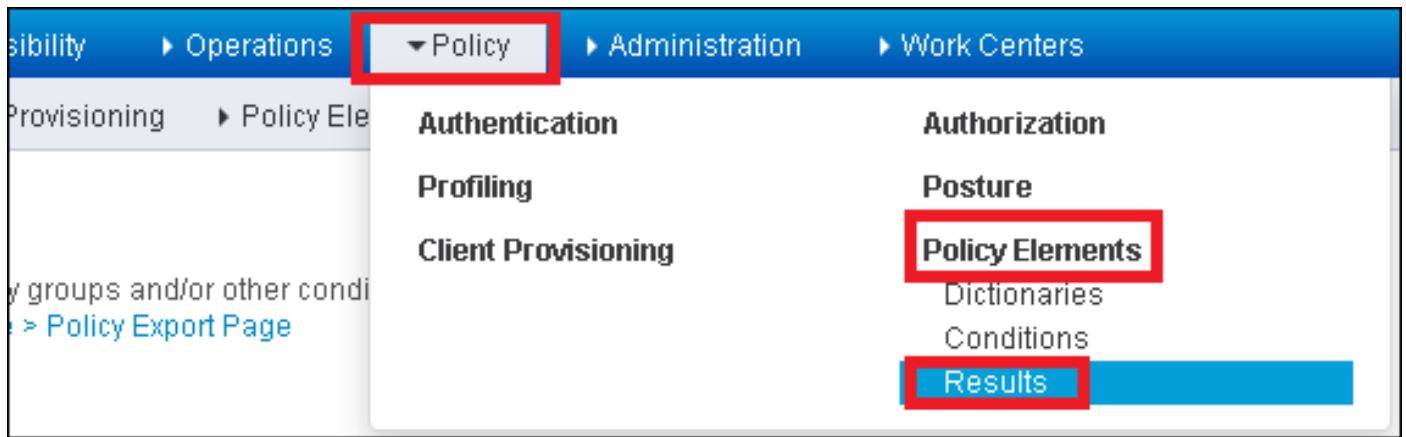 sibility Operations Policy Administration Work Centers
Provisioning Policy Ele
Authentication Authorization
Profiling Posture
Client Provisioning Policy Elements
y groups and/or other condi Dictionaries
> Policy Export Page Conditions
Results